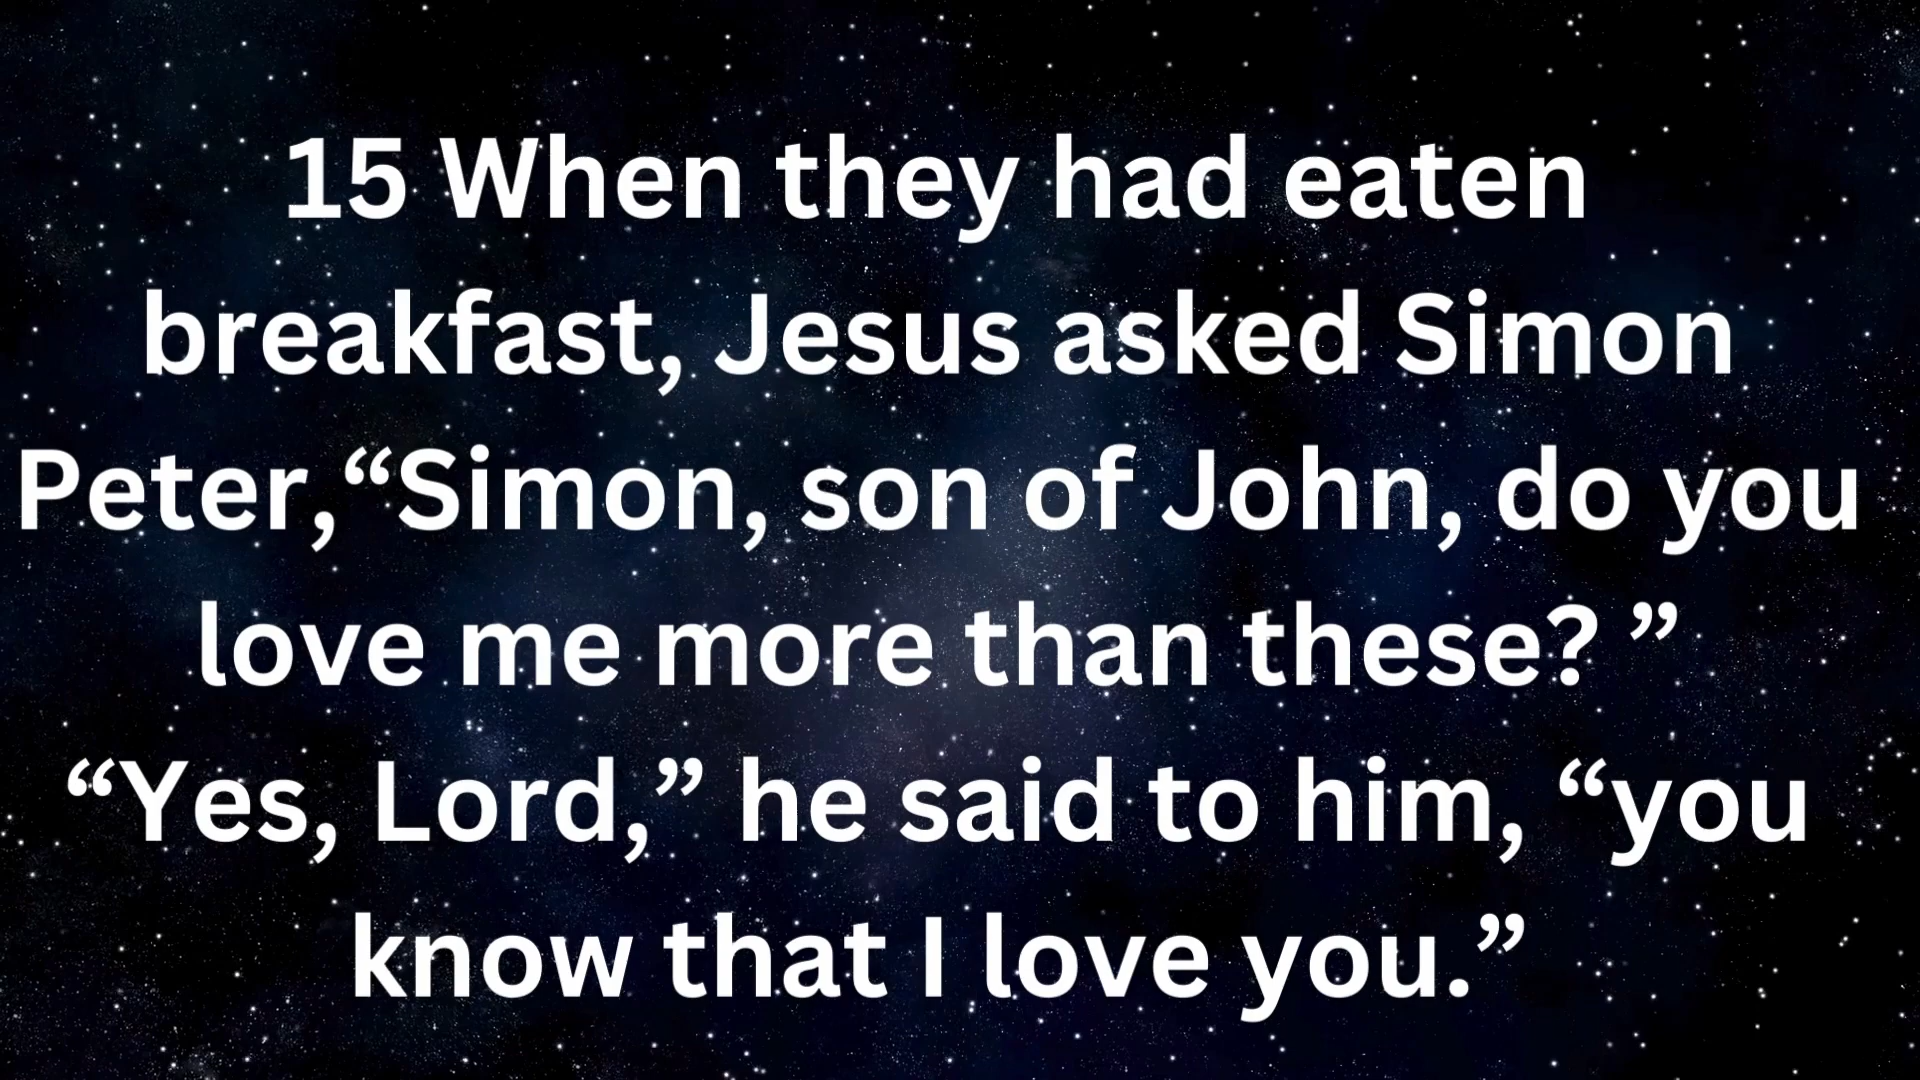 15 When they had eaten
breakfast, Jesus asked Simon
Peter,“Simon, son of John, do you
love me more than these? ”
“Yes, Lord,” he said to him, “you
know that I love you.”